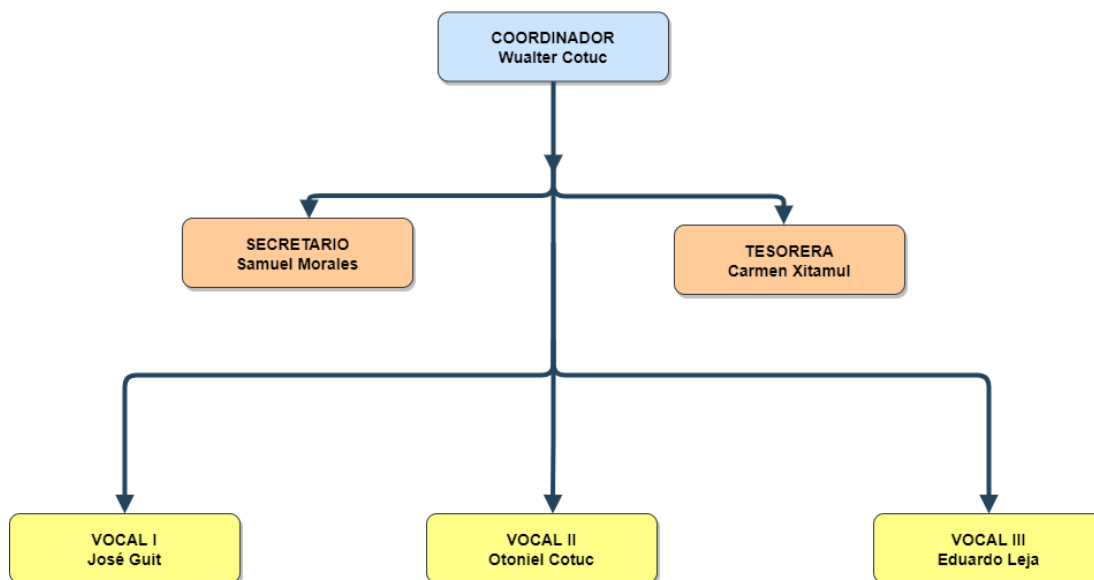 COORDINADOR
Wualter Cotuc
SECRETARIO
Samuel Morales
TESORERA
Carmen Xitamul
VOCAL I
José Guit
VOCAL II
Otoniel Cotuc
VOCAL III
Eduardo Leja